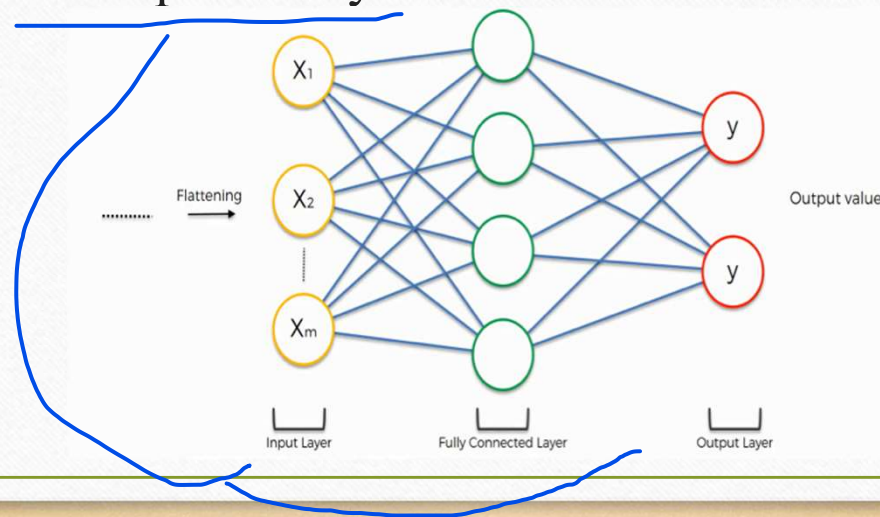 X1
X2
Xm
Flattening
y
y
Output value
Input Layer
Fully Connected Layer
Output Layer